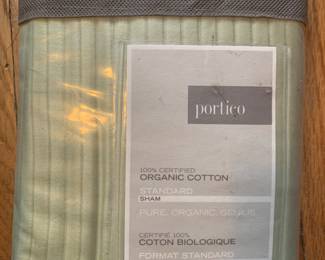 portico
100% CERTIFIED
ORGANIC COTTON
STANDARD
SHAM
PURE. ORGANIC. GENIUS.
CERTIFIÉ 100%
COTON BIOLOGIQUE
FORMAT STANDARD